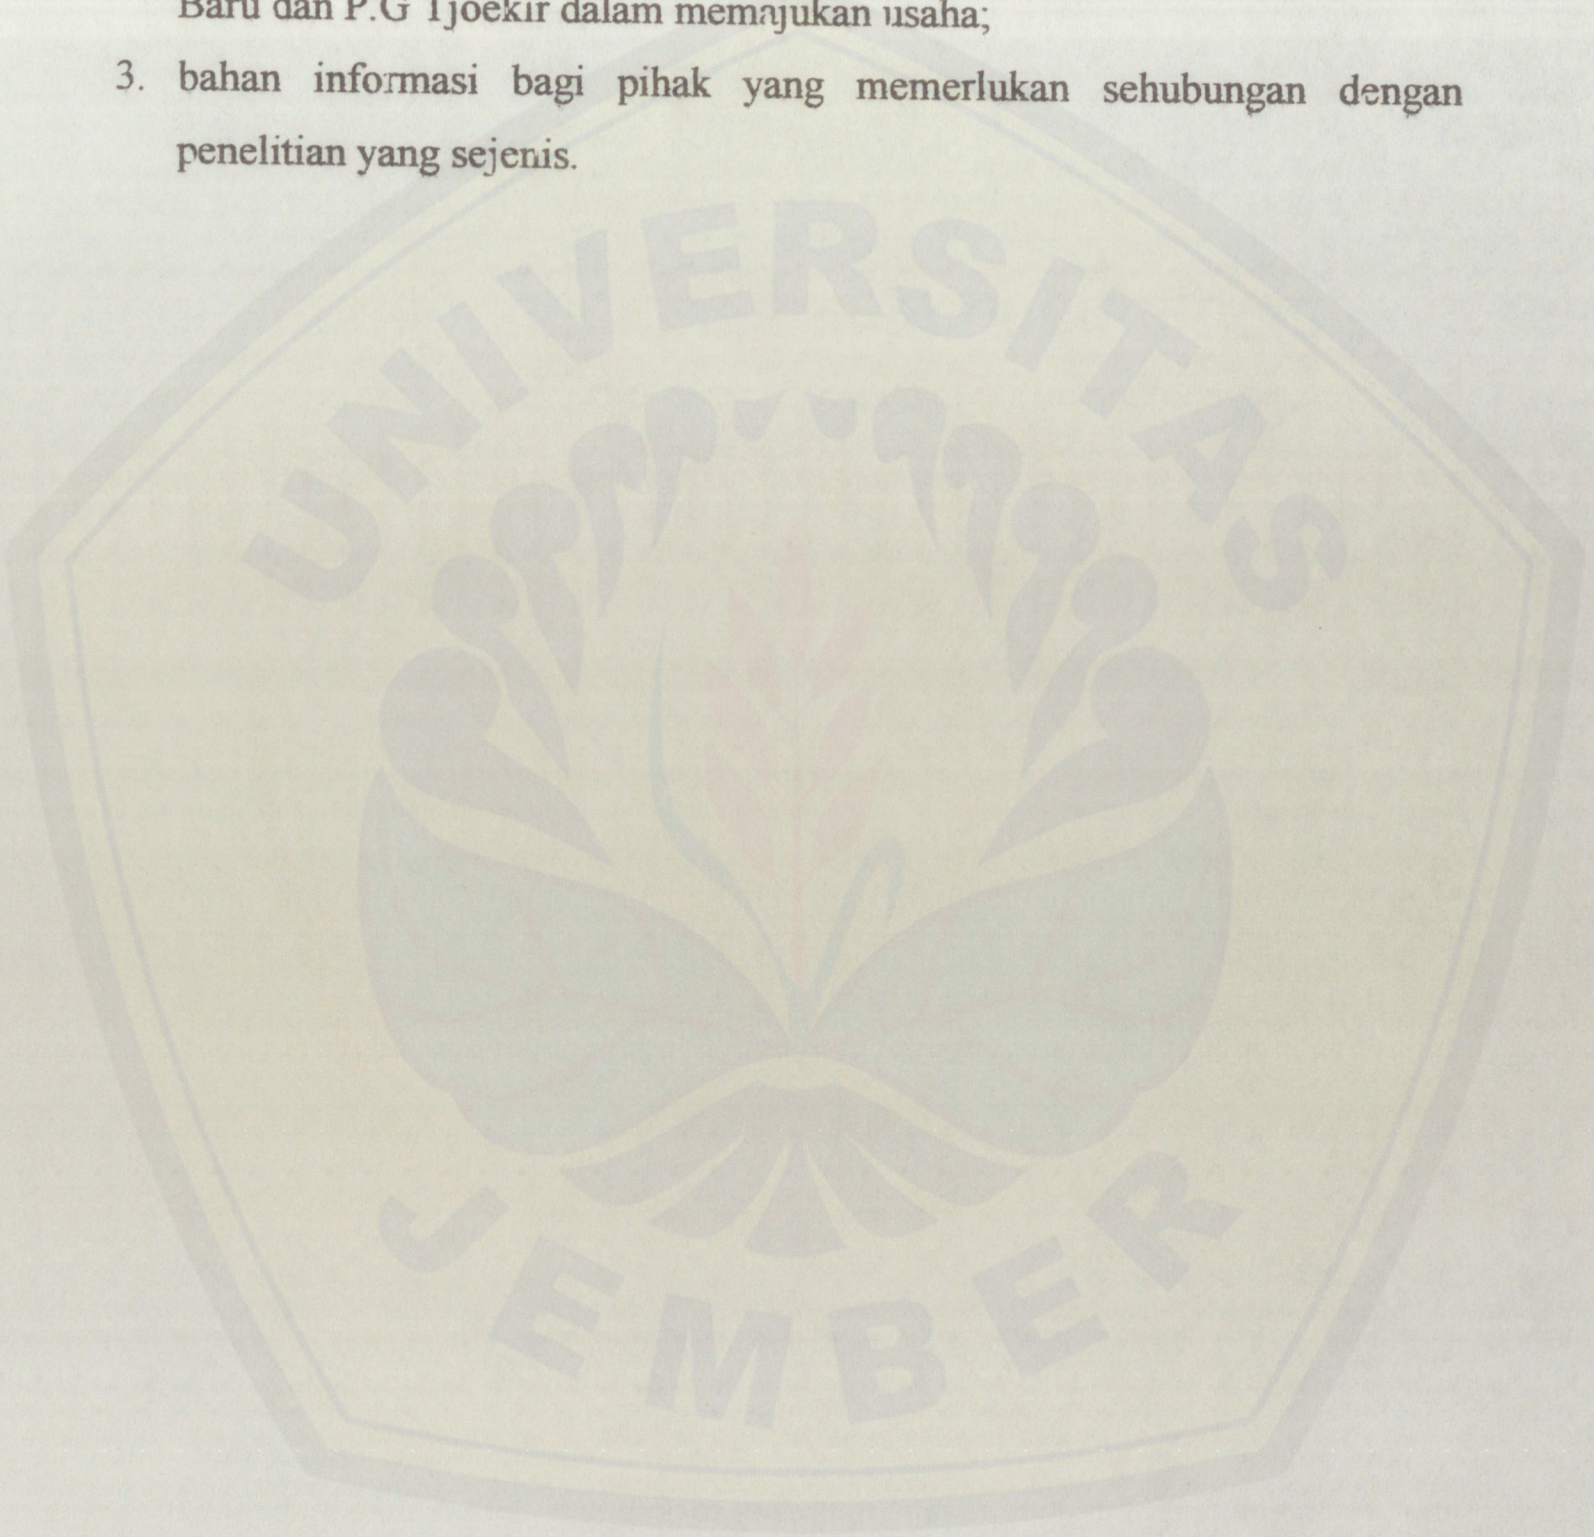 Baru dan P.G Tjoekir dalam memajukan usaha;
3. bahan informasi bagi pihak yang memerlukan sehubungan dengan
penelitian yang sejenis.
UNIVERSITAS
JEMBER